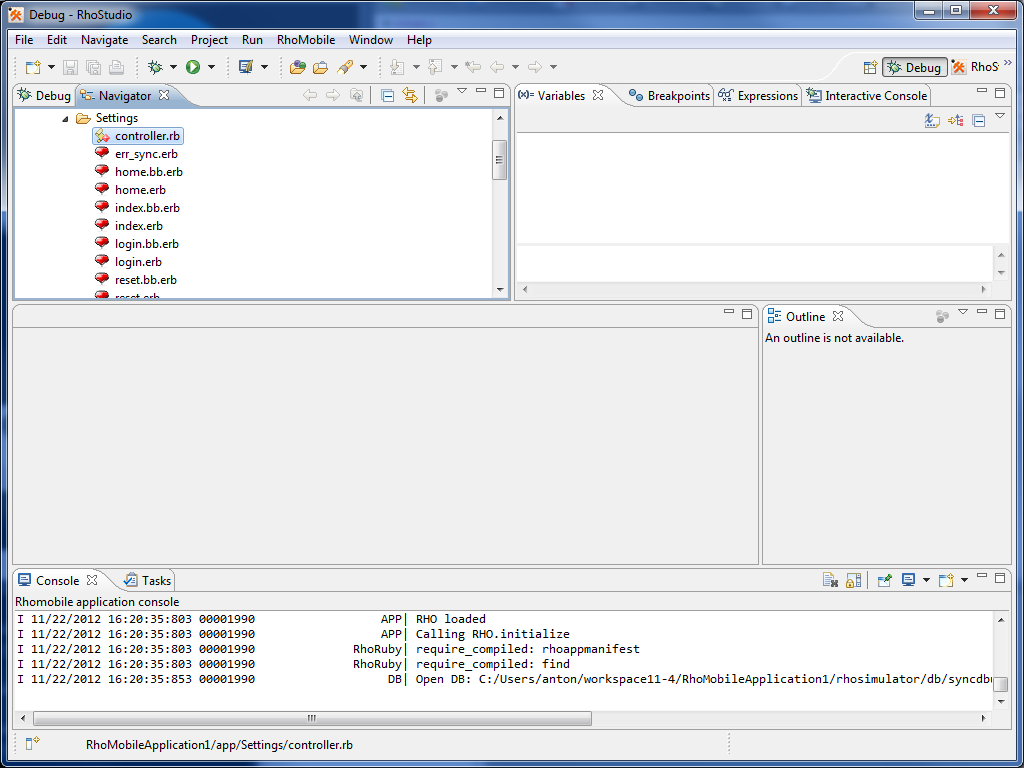 Debug - RhoStudio
File Edit Navigate Search Project Run RhoMobile Window Help
Debug RhoS
Debug Navigator
Variables Breakpoints Expressions Interactive Console
Settings
controller.rb
err_sync.erb
home.bb.erb
home.erb
index.bb.erb
index.erb
login.bb.erb
login.erb
reset.bb.erb
reset.erb
Outline
An outline is not available.
Console Tasks
Rhomobile application console
I 11/22/2012 16:20:35:803 00001990 APP| RHO loaded
I 11/22/2012 16:20:35:803 00001990 APP| Calling RHO.initialize
I 11/22/2012 16:20:35:803 00001990 RhoRuby| require_compiled: rhoappmanifest
I 11/22/2012 16:20:35:803 00001990 RhoRuby| require_compiled: find
I 11/22/2012 16:20:35:853 00001990 DB| Open DB: C:/Users/anton/workspace11-4/RhoMobileApplication1/rhosimulator/db/syncdb
RhoMobileApplication1/app/Settings/controller.rb